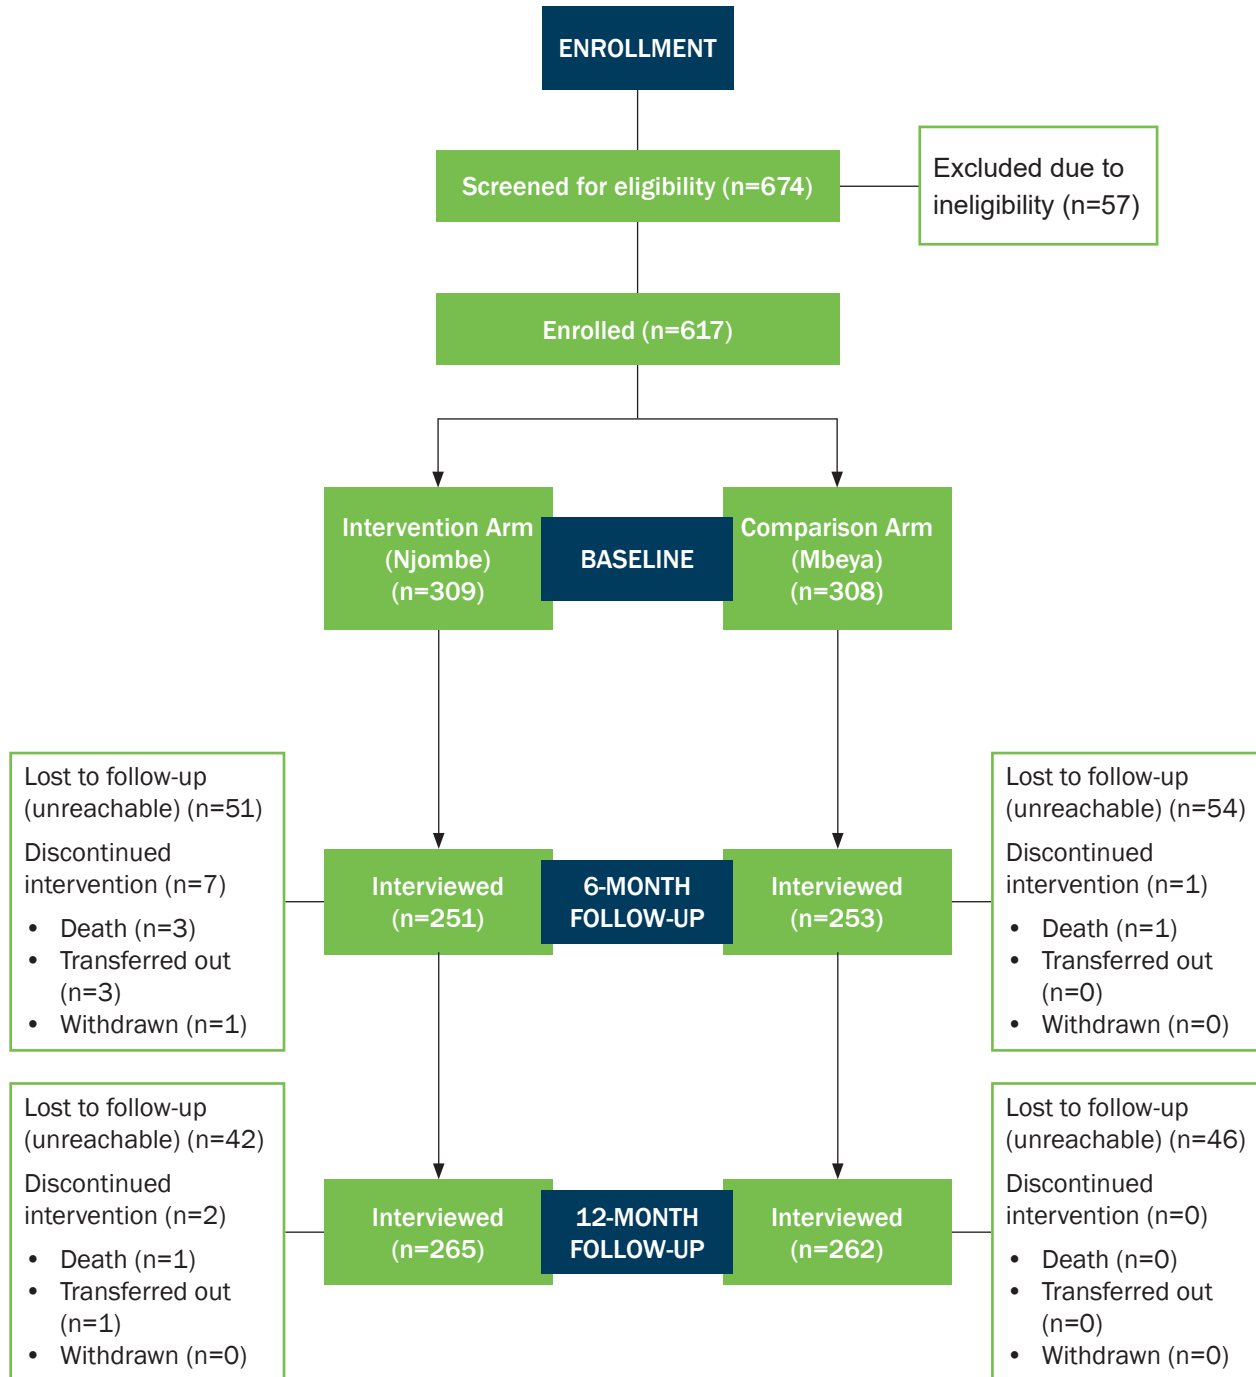 ENROLLMENT
Screened for eligibility (n=674)
Excluded due to
ineligibility (n=57)
Enrolled (n=617)
Intervention Arm
(Njombe)
(n=309)
BASELINE
Comparison Arm
(Mbeya)
(n=308)
Lost to follow-up
(unreachable) (n=51)
Discontinued
intervention (n=7)
• Death (n=3)
• Transferred out
(n=3)
• Withdrawn (n=1)
Interviewed
(n=251)
6-MONTH
FOLLOW-UP
Interviewed
(n=253)
Lost to follow-up
(unreachable) (n=54)
Discontinued
intervention (n=1)
• Death (n=1)
• Transferred out
(n=0)
• Withdrawn (n=0)
Lost to follow-up
(unreachable) (n=42)
Discontinued
intervention (n=2)
• Death (n=1)
• Transferred out
(n=1)
• Withdrawn (n=0)
Interviewed
(n=265)
12-MONTH
FOLLOW-UP
Interviewed
(n=262)
Lost to follow-up
(unreachable) (n=46)
Discontinued
intervention (n=0)
• Death (n=0)
• Transferred out
(n=0)
• Withdrawn (n=0)